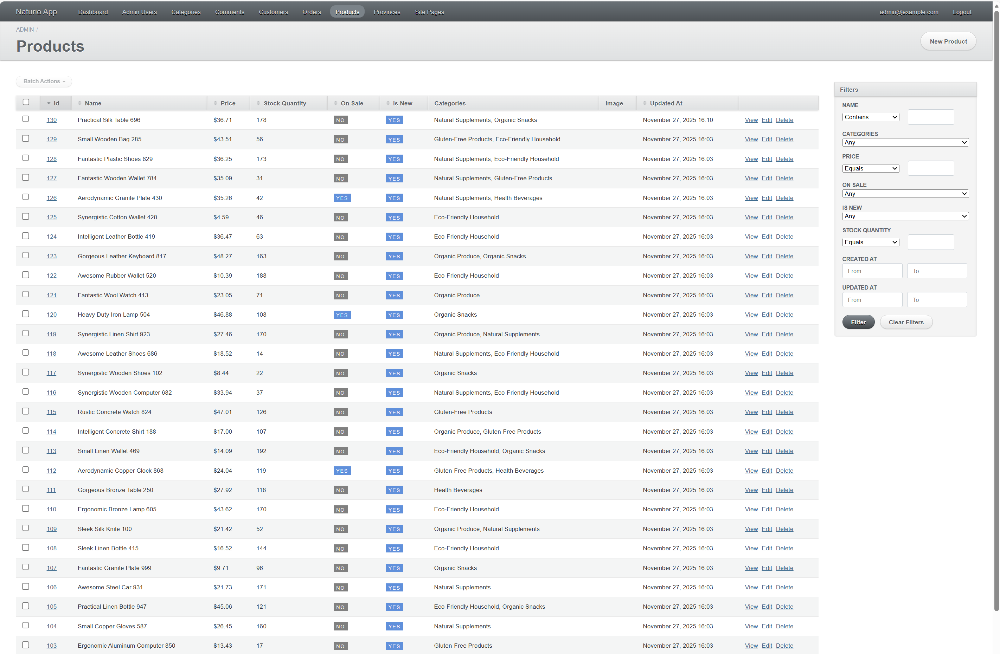 Naturio App Dashboard Admin Users Categories Comments Customers Orders Products Provinces Site Pages admin@example.com Logout
ADMIN /
Products
New Product
Batch Actions
Id Name Price Stock Quantity On Sale Is New Categories Image Updated At
130 Practical Silk Table 696 $36.71 178 NO YES Natural Supplements, Organic Snacks November 27, 2025 16:10 View Edit Delete
129 Small Wooden Bag 285 $43.51 56 NO YES Gluten-Free Products, Eco-Friendly Household November 27, 2025 16:03 View Edit Delete
128 Fantastic Plastic Shoes 829 $36.25 173 NO YES Natural Supplements, Eco-Friendly Household November 27, 2025 16:03 View Edit Delete
127 Fantastic Wooden Wallet 784 $35.09 31 NO YES Natural Supplements, Gluten-Free Products November 27, 2025 16:03 View Edit Delete
126 Aerodynamic Granite Plate 430 $35.26 42 YES YES Natural Supplements, Health Beverages November 27, 2025 16:03 View Edit Delete
125 Synergistic Cotton Wallet 428 $4.59 46 NO YES Eco-Friendly Household November 27, 2025 16:03 View Edit Delete
124 Intelligent Leather Bottle 419 $36.47 63 NO YES Eco-Friendly Household November 27, 2025 16:03 View Edit Delete
123 Gorgeous Leather Keyboard 817 $48.27 163 NO YES Organic Produce, Organic Snacks November 27, 2025 16:03 View Edit Delete
122 Awesome Rubber Wallet 520 $10.39 188 NO YES Eco-Friendly Household November 27, 2025 16:03 View Edit Delete
121 Fantastic Wool Watch 413 $23.05 71 NO YES Organic Produce November 27, 2025 16:03 View Edit Delete
120 Heavy Duty Iron Lamp 504 $46.88 108 YES YES Organic Snacks November 27, 2025 16:03 View Edit Delete
119 Synergistic Linen Shirt 923 $27.46 170 NO YES Organic Produce, Natural Supplements November 27, 2025 16:03 View Edit Delete
118 Awesome Leather Shoes 686 $18.52 14 NO YES Natural Supplements, Eco-Friendly Household November 27, 2025 16:03 View Edit Delete
117 Synergistic Wooden Shoes 102 $8.44 22 NO YES Organic Snacks November 27, 2025 16:03 View Edit Delete
116 Synergistic Wooden Computer 682 $33.94 37 NO YES Natural Supplements, Eco-Friendly Household November 27, 2025 16:03 View Edit Delete
115 Rustic Concrete Watch 824 $47.01 126 NO YES Gluten-Free Products November 27, 2025 16:03 View Edit Delete
114 Intelligent Concrete Shirt 188 $17.00 107 NO YES Organic Produce, Gluten-Free Products November 27, 2025 16:03 View Edit Delete
113 Small Linen Wallet 469 $14.09 192 NO YES Eco-Friendly Household, Organic Snacks November 27, 2025 16:03 View Edit Delete
112 Aerodynamic Copper Clock 868 $24.04 119 YES YES Gluten-Free Products, Health Beverages November 27, 2025 16:03 View Edit Delete
111 Gorgeous Bronze Table 250 $27.92 118 NO YES Health Beverages November 27, 2025 16:03 View Edit Delete
110 Ergonomic Bronze Lamp 605 $43.62 170 NO YES Eco-Friendly Household November 27, 2025 16:03 View Edit Delete
109 Sleek Silk Knife 100 $21.42 52 NO YES Organic Produce, Natural Supplements November 27, 2025 16:03 View Edit Delete
108 Sleek Linen Bottle 415 $16.52 144 NO YES Eco-Friendly Household November 27, 2025 16:03 View Edit Delete
107 Fantastic Granite Plate 999 $9.71 96 NO YES Organic Snacks November 27, 2025 16:03 View Edit Delete
106 Awesome Steel Car 931 $21.73 171 NO YES Natural Supplements November 27, 2025 16:03 View Edit Delete
105 Practical Linen Bottle 947 $45.06 121 NO YES Eco-Friendly Household, Organic Snacks November 27, 2025 16:03 View Edit Delete
104 Small Copper Gloves 587 $26.45 160 NO YES Natural Supplements November 27, 2025 16:03 View Edit Delete
103 Ergonomic Aluminum Computer 850 $13.43 17 NO YES Gluten-Free Products November 27, 2025 16:03 View Edit Delete
Filters
NAME
Contains
CATEGORIES
Any
PRICE
Equals
ON SALE
Any
IS NEW
Any
STOCK QUANTITY
Equals
CREATED AT
From To
UPDATED AT
From To
Filter Clear Filters